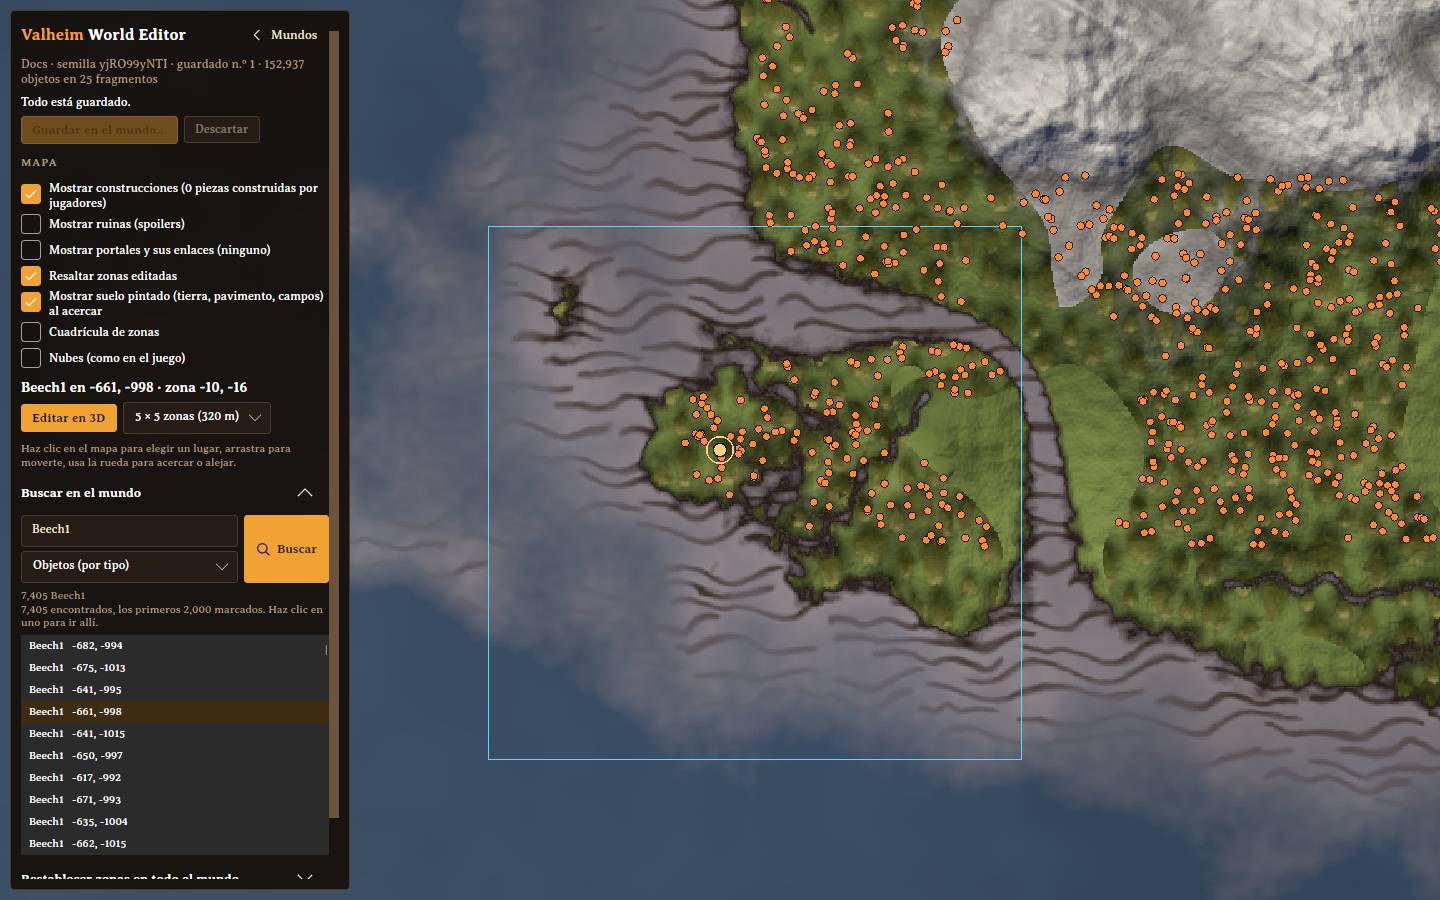 Valheim World Editor
Mundos
Docs · semilla yjRO99yNTI · guardado n.º 1 · 152,937
objetos en 25 fragmentos
Todo está guardado.
Guardar en el mundo...
Descartar
MAPA
Mostrar construcciones (0 piezas construidas por
jugadores)
Mostrar ruinas (spoilers)
Mostrar portales y sus enlaces (ninguno)
Resaltar zonas editadas
Mostrar suelo pintado (tierra, pavimento, campos)
al acercar
Cuadrícula de zonas
Nubes (como en el juego)
Beech1 en -661, -998 · zona -10, -16
Editar en 3D
5 × 5 zonas (320 m)
Haz clic en el mapa para elegir un lugar, arrastra para
moverte, usa la rueda para acercar o alejar.
Buscar en el mundo
Beech1
Buscar
Objetos (por tipo)
7,405 Beech1
7,405 encontrados, los primeros 2,000 marcados. Haz clic en
uno para ir allí.
Beech1 -682, -994
Beech1 -675, -1013
Beech1 -641, -995
Beech1 -661, -998
Beech1 -641, -1015
Beech1 -650, -997
Beech1 -617, -992
Beech1 -671, -993
Beech1 -635, -1004
Beech1 -662, -1015
Restablecer zonas en todo el mundo